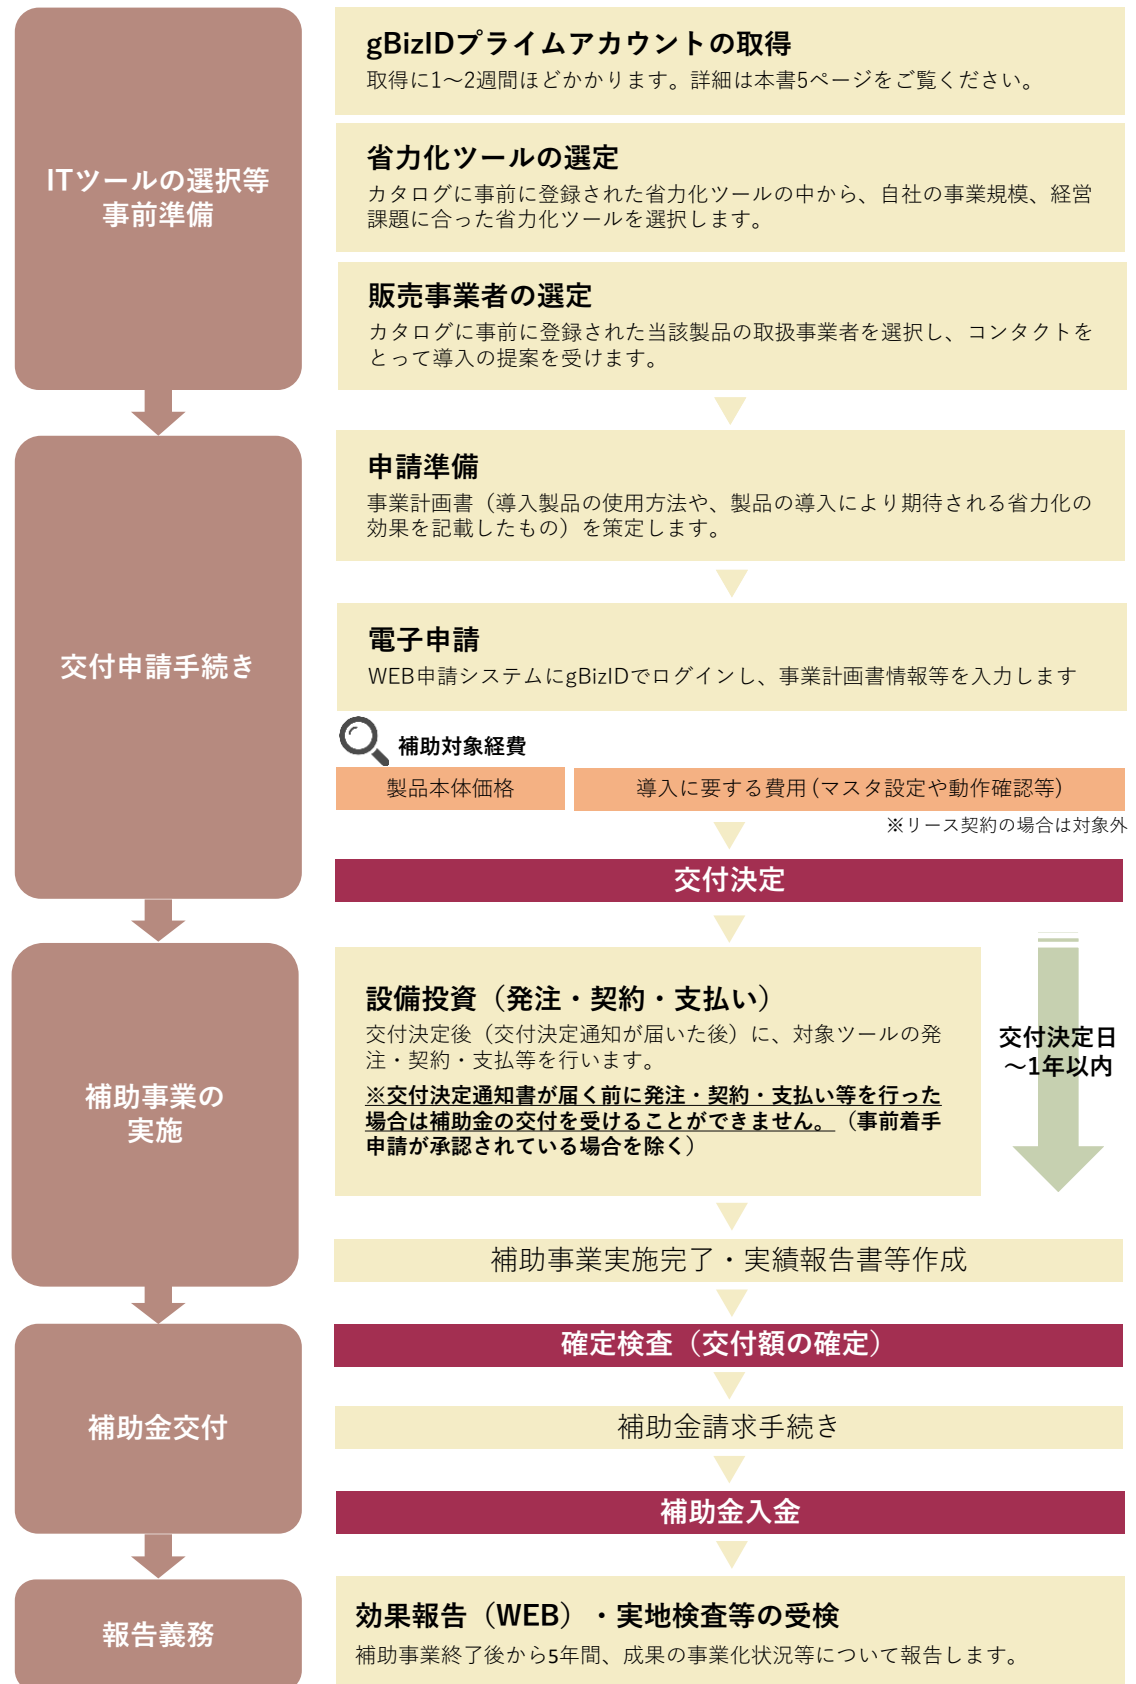 ITツールの選択等
事前準備
gBizIDプライムアカウントの取得
取得に1～2週間ほどかかります。詳細は本書5ページをご覧ください。
省力化ツールの選定
カタログに事前に登録された省力化ツールの中から、自社の事業規模、経営
課題に合った省力化ツールを選択します。
販売事業者の選定
カタログに事前に登録された当該製品の取扱事業者を選択し、コンタクトを
とって導入の提案を受けます。
交付申請手続き
申請準備
事業計画書（導入製品の使用方法や、製品の導入により期待される省力化の
効果を記載したもの）を策定します。
電子申請
WEB申請システムにgBizIDでログインし、事業計画書情報等を入力します
補助対象経費
製品本体価格
導入に要する費用(マスタ設定や動作確認等)
※リース契約の場合は対象外
交付決定
補助事業の
実施
設備投資（発注・契約・支払い）
交付決定後（交付決定通知が届いた後）に、対象ツールの発
注・契約・支払等を行います。
※交付決定通知書が届く前に発注・契約・支払い等を行った
場合は補助金の交付を受けることができません。（事前着手
申請が承認されている場合を除く）
交付決定日
～1年以内
補助事業実施完了・実績報告書等作成
補助金交付
確定検査（交付額の確定）
補助金請求手続き
補助金入金
報告義務
効果報告（WEB）・実地検査等の受検
補助事業終了後から5年間、成果の事業化状況等について報告します。